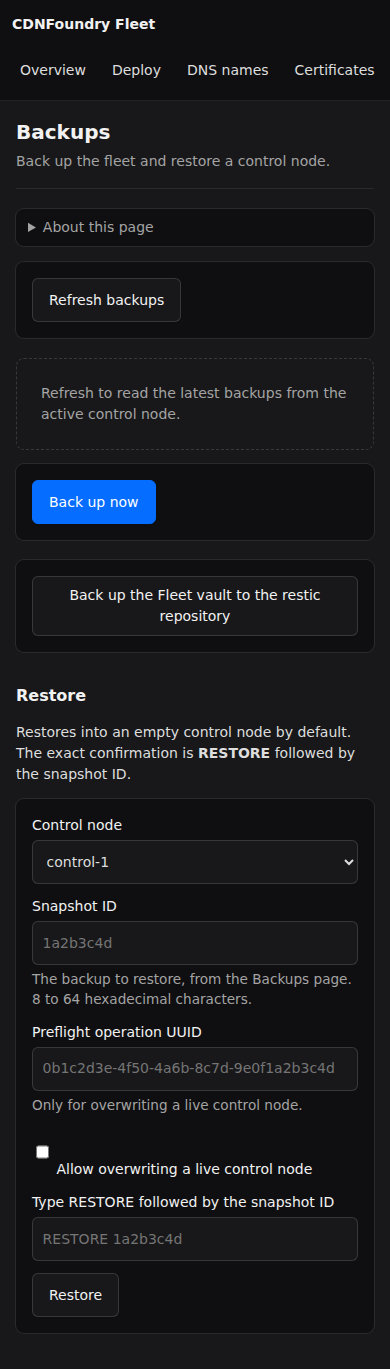 CDNFoundry Fleet
Overview Deploy DNS names Certificates
Backups
Back up the fleet and restore a control node.
About this page
Refresh backups
Refresh to read the latest backups from the
active control node.
Back up now
Back up the Fleet vault to the restic
repository
Restore
Restores into an empty control node by default.
The exact confirmation is RESTORE followed by
the snapshot ID.
Control node
control-1
Snapshot ID
1a2b3c4d
The backup to restore, from the Backups page.
8 to 64 hexadecimal characters.
Preflight operation UUID
0b1c2d3e-4f50-4a6b-8c7d-9e0f1a2b3c4d
Only for overwriting a live control node.
Allow overwriting a live control node
Type RESTORE followed by the snapshot ID
RESTORE 1a2b3c4d
Restore